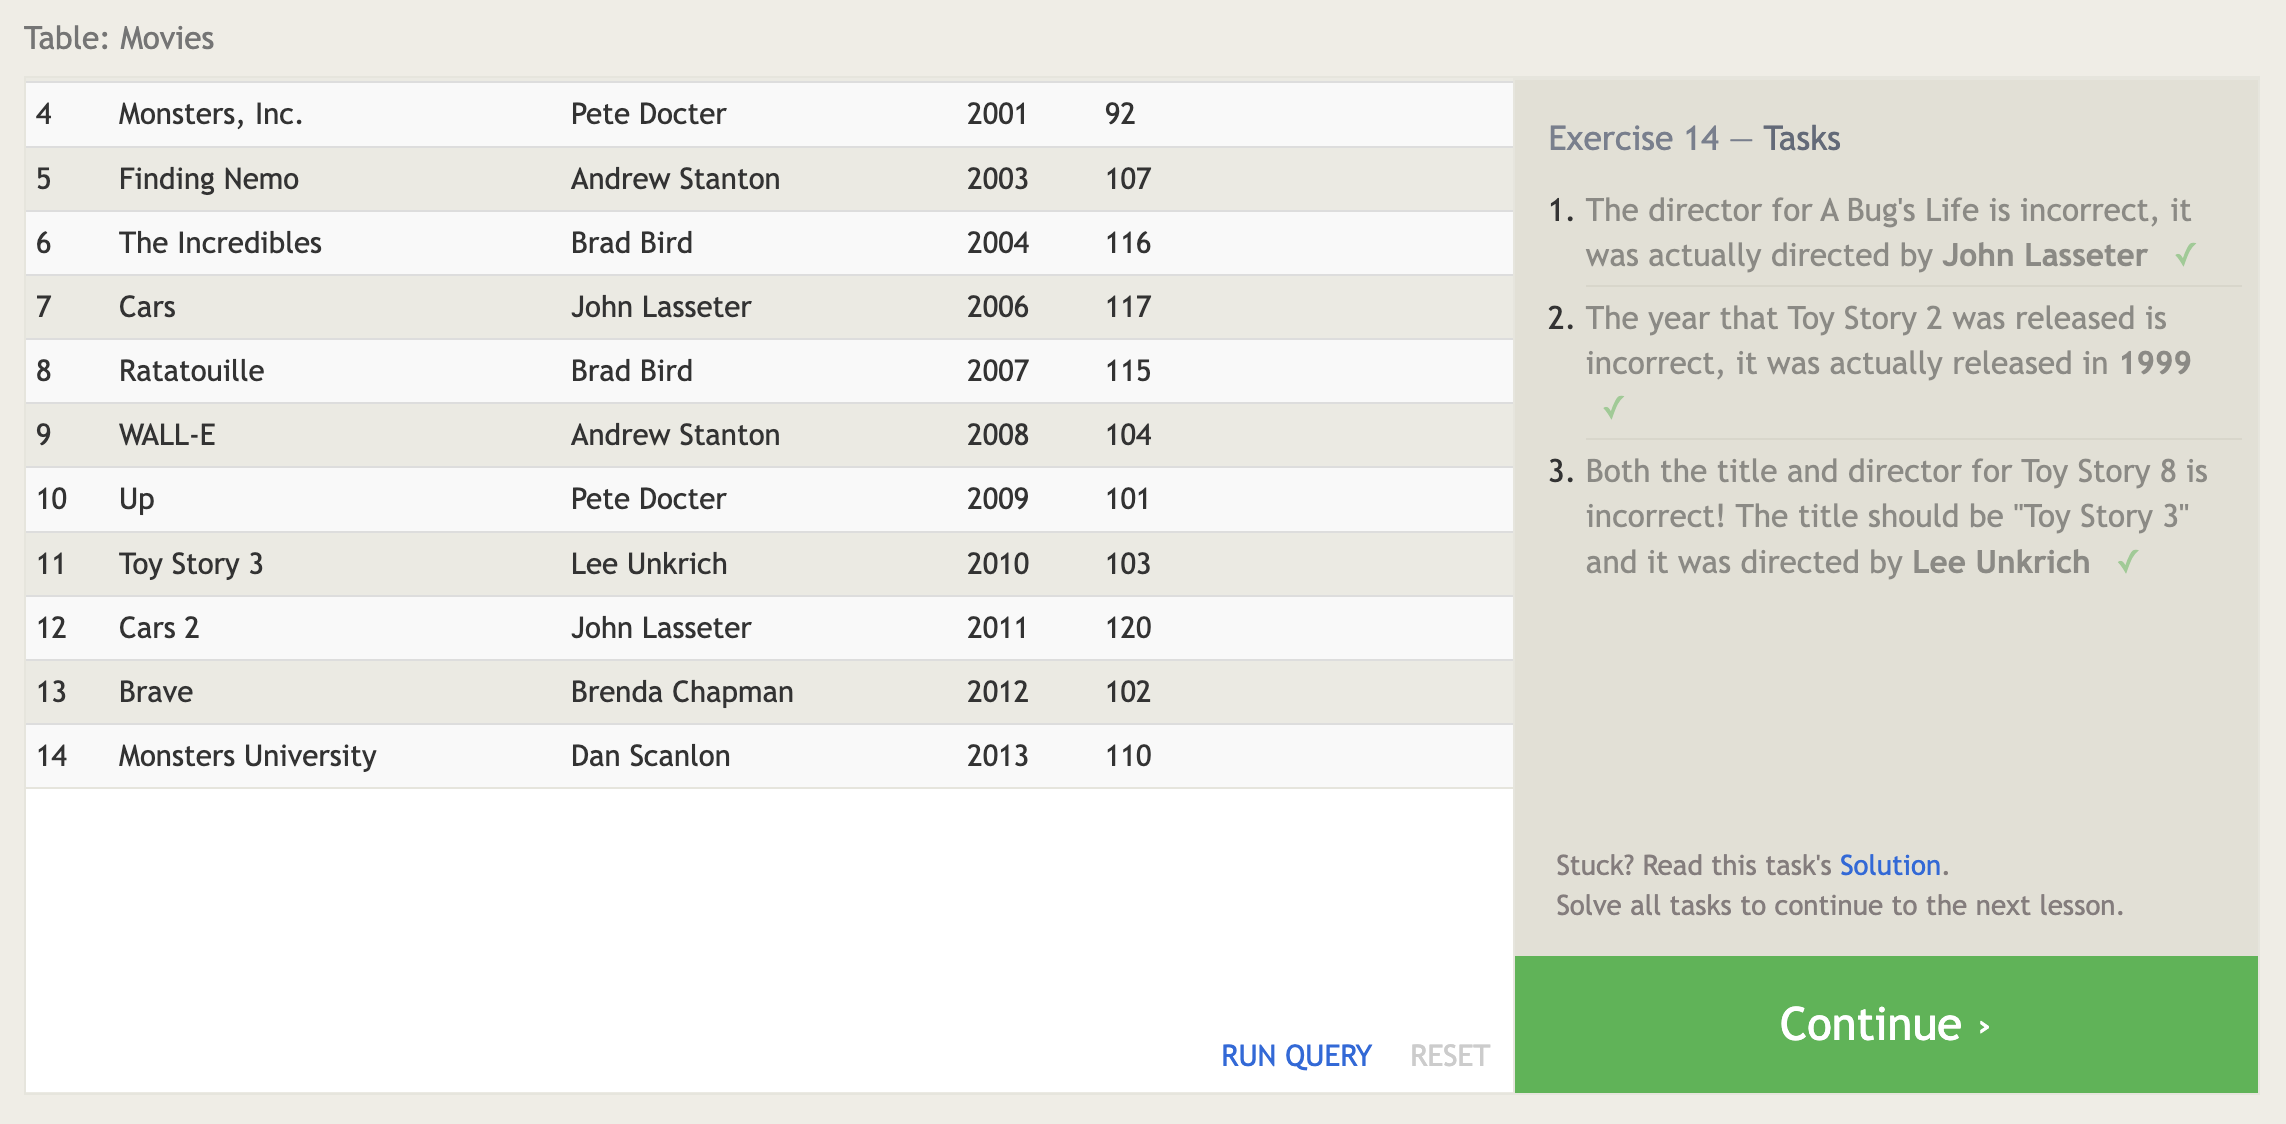 Table: Movies
4 Monsters, Inc. Pete Docter 2001 92
5 Finding Nemo Andrew Stanton 2003 107
6 The Incredibles Brad Bird 2004 116
7 Cars John Lasseter 2006 117
8 Ratatouille Brad Bird 2007 115
9 WALL-E Andrew Stanton 2008 104
10 Up Pete Docter 2009 101
11 Toy Story 3 Lee Unkrich 2010 103
12 Cars 2 John Lasseter 2011 120
13 Brave Brenda Chapman 2012 102
14 Monsters University Dan Scanlon 2013 110
RUN QUERY RESET
Exercise 14 — Tasks
1. The director for A Bug's Life is incorrect, it
was actually directed by John Lasseter ✓
2. The year that Toy Story 2 was released is
incorrect, it was actually released in 1999
✓
3. Both the title and director for Toy Story 8 is
incorrect! The title should be "Toy Story 3"
and it was directed by Lee Unkrich ✓
Stuck? Read this task's Solution.
Solve all tasks to continue to the next lesson.
Continue ›